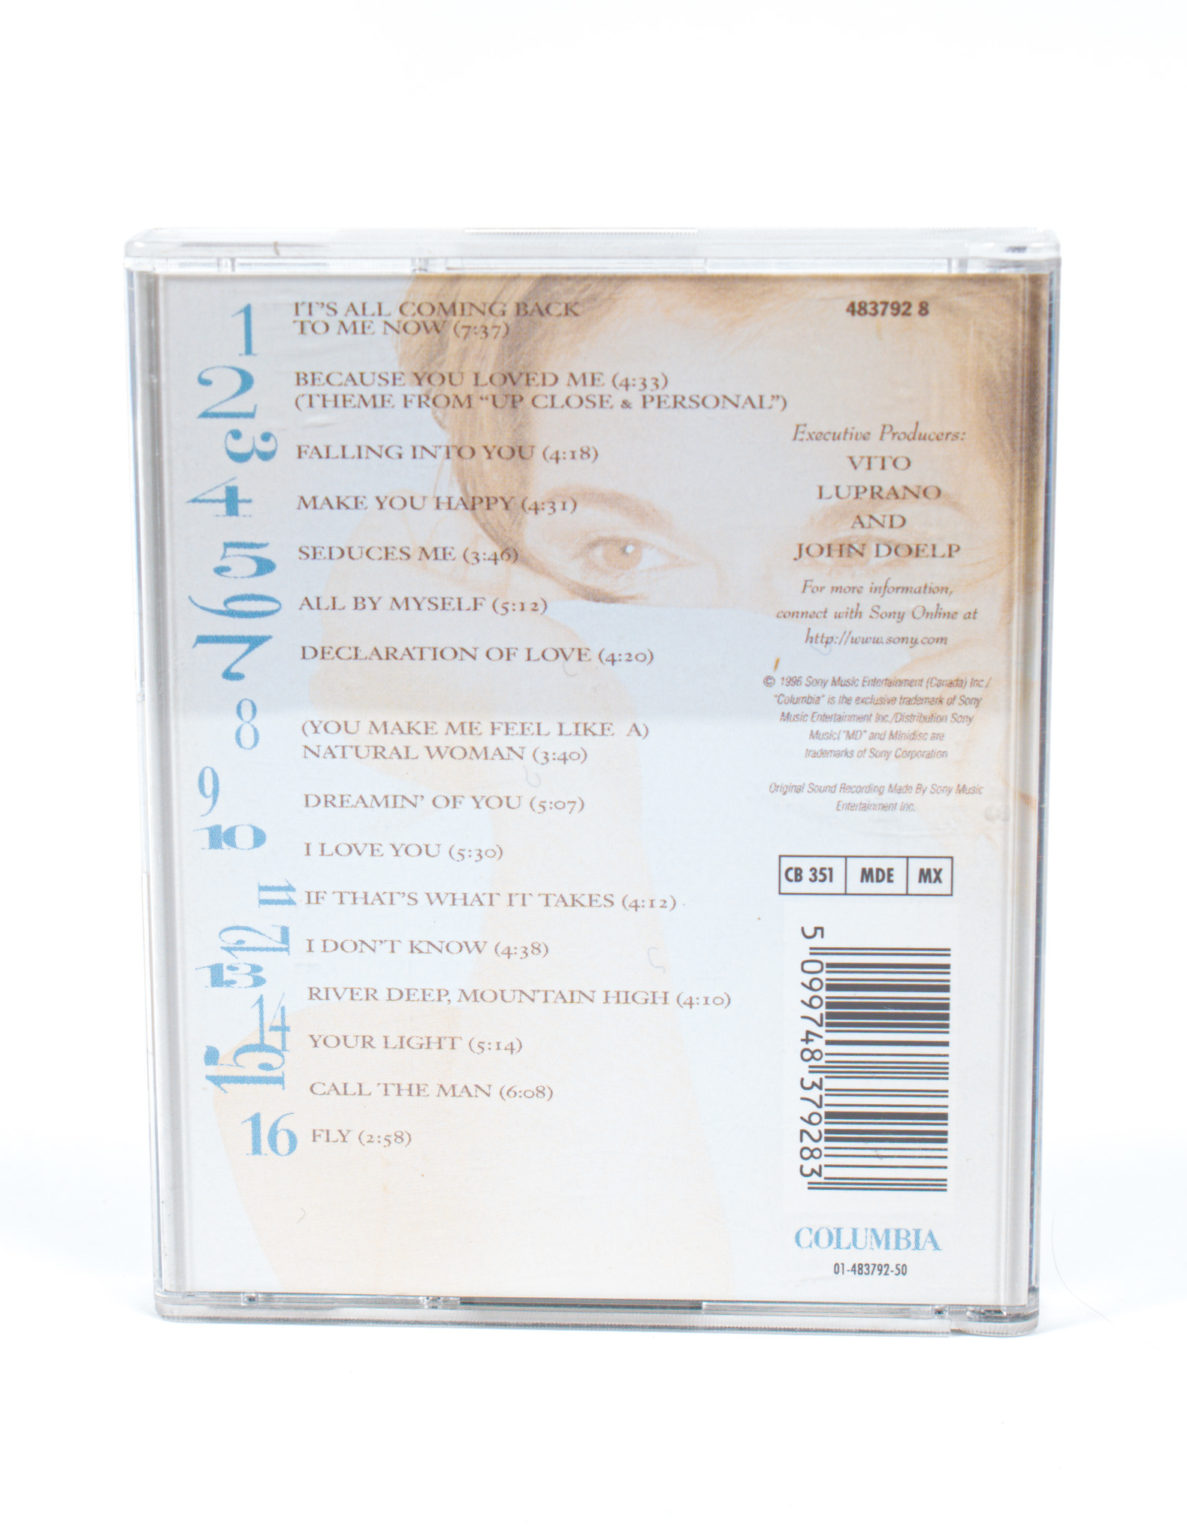 1 IT'S ALL COMING BACK
TO ME NOW (7:37)
2 BECAUSE YOU LOVED ME (4:33)
(THEME FROM "UP CLOSE & PERSONAL")
3 FALLING INTO YOU (4:18)
4 MAKE YOU HAPPY (4:31)
5 SEDUCES ME (3:46)
6 ALL BY MYSELF (5:12)
7 DECLARATION OF LOVE (4:20)
8 (YOU MAKE ME FEEL LIKE A)
NATURAL WOMAN (3:40)
9 DREAMIN' OF YOU (5:07)
10 I LOVE YOU (5:30)
11 IF THAT'S WHAT IT TAKES (4:12)
12 I DON'T KNOW (4:38)
13 RIVER DEEP, MOUNTAIN HIGH (4:10)
14 YOUR LIGHT (5:14)
15 CALL THE MAN (6:08)
16 FLY (2:58)
483792 8
Executive Producers:
VITO
LUPRANO
AND
JOHN DOELP
For more information,
connect with Sony Online at
http://www.sony.com
© 1996 Sony Music Entertainment (Canada) Inc./
"Columbia" is the exclusive trademark of Sony
Music Entertainment Inc./Distribution Sony
Music/"MD" and Minidisc are
trademarks of Sony Corporation
Original Sound Recording Made By Sony Music
Entertainment Inc.
CB 351 MDE MX
5 099748 379283
COLUMBIA
01-483792-50